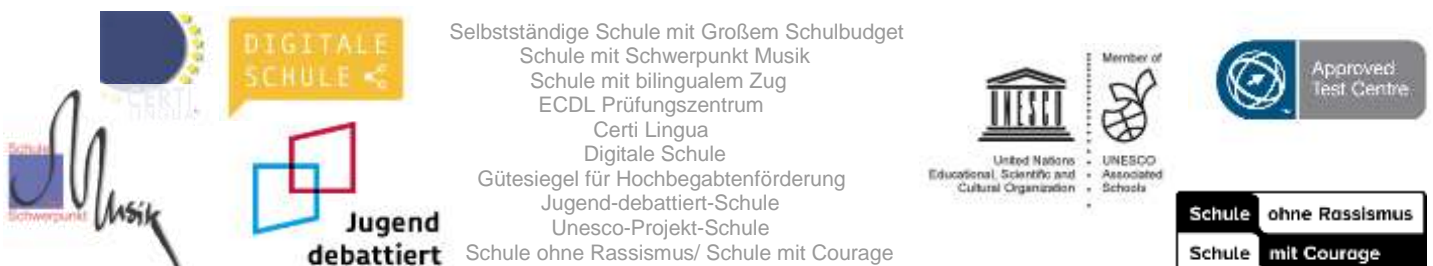 CERTI
LINGUA
DIGITALE
SCHULE
Schule
Musik
Schwerpunkt
Jugend
debattiert
Selbstständige Schule mit Großem Schulbudget
Schule mit Schwerpunkt Musik
Schule mit bilingualem Zug
ECDL Prüfungszentrum
Certi Lingua
Digitale Schule
Gütesiegel für Hochbegabtenförderung
Jugend-debattiert-Schule
Unesco-Projekt-Schule
Schule ohne Rassismus/ Schule mit Courage
UNESCO
United Nations
Educational, Scientific and
Cultural Organization
Member of
UNESCO
Associated
Schools
Approved
Test Centre
Schule ohne Rassismus
Schule mit Courage